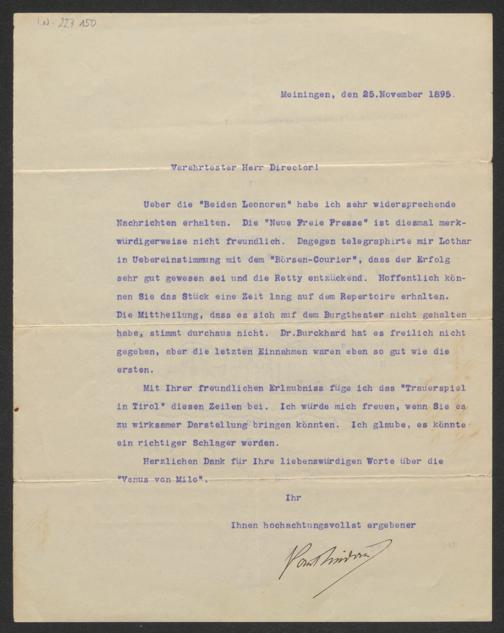 I.N. 223 150
Meiningen, den 25.November 1895.
Verehrtester Herr Director!
Ueber die "Beiden Leonoren" habe ich sehr widersprechende
Nachrichten erhalten. Die "Neue Freie Presse" ist diesmal merk-
würdigerweise nicht freundlich. Dagegen telegraphirte mir Lothar
in Uebereinstimmung mit dem "Börsen-Courier", dass der Erfolg
sehr gut gewesen sei und die Retty entzückend. Hoffentlich kön-
nen Sie das Stück eine Zeit lang auf dem Repertoire erhalten.
Die Mittheilung, dass es sich auf dem Burgtheater nicht gehalten
habe, stimmt durchaus nicht. Dr.Burckhard hat es freilich nicht
gegeben, aber die letzten Einnahmen waren eben so gut wie die
ersten.
Mit Ihrer freundlichen Erlaubniss füge ich das "Trauerspiel
in Tirol" diesen Zeilen bei. Ich würde mich freuen, wenn Sie es
zu wirksamer Darstellung bringen könnten. Ich glaube, es könnte
ein richtiger Schlager werden.
Herzlichen Dank für Ihre liebenswürdigen Worte über die
"Venus von Milo".
Ihr
Ihnen hochachtungsvollst ergebener
Paul Lindau